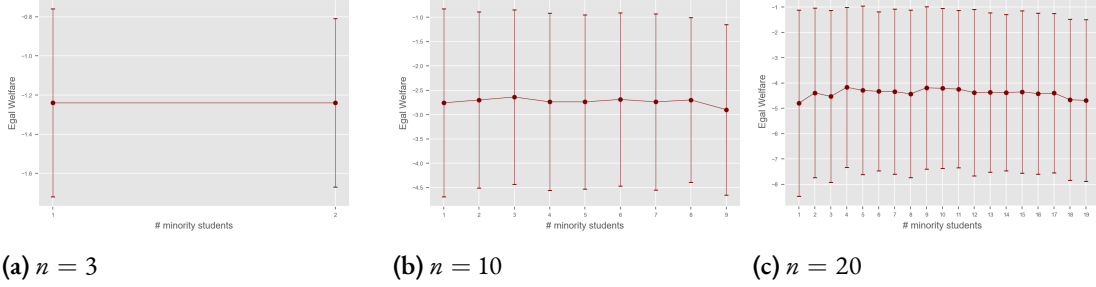 −0.8
−1.0
−1.2
−1.4
−1.6
Egal Welfare
1
2
# minority students
(a) n = 3
−1.0
−1.5
−2.0
−2.5
−3.0
−3.5
−4.0
−4.5
Egal Welfare
1 2 3 4 5 6 7 8 9
# minority students
(b) n = 10
−1
−2
−3
−4
−5
−6
−7
−8
Egal Welfare
1 2 3 4 5 6 7 8 9 10 11 12 13 14 15 16 17 18 19
# minority students
(c) n = 20